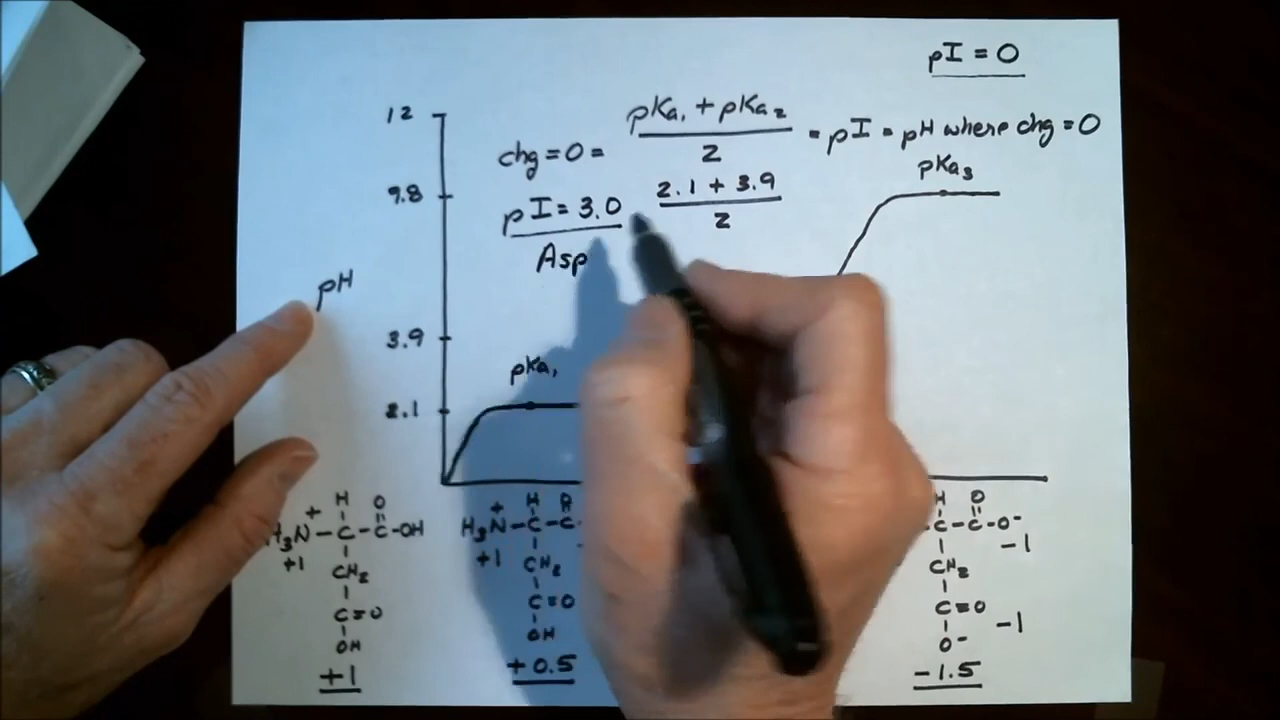 pI = 0
12
pKa₁ + pKa₂
chg = 0 = 2 = pI = pH where chg = 0
pKa₃
9.8
pI = 3.0 2.1 + 3.9
2
Asp
pH
3.9
pKa₁
2.1
H O H O H O
+ +
H₃N-C-C-OH H₃N-C-C C-C-O-
+1 +1 -1
CH₂ CH₂ CH₂
C=O C=O C=O
-1
OH OH O-
+1 +0.5 -1.5